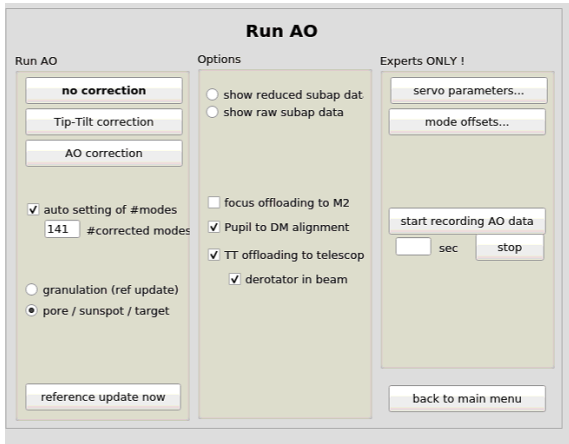 Run AO
Run AO
no correction
Tip-Tilt correction
AO correction
auto setting of #modes
141 #corrected modes
granulation (ref update)
pore / sunspot / target
reference update now
Options
show reduced subap dat
show raw subap data
focus offloading to M2
Pupil to DM alignment
TT offloading to telescop
derotator in beam
Experts ONLY !
servo parameters...
mode offsets...
start recording AO data
sec stop
back to main menu